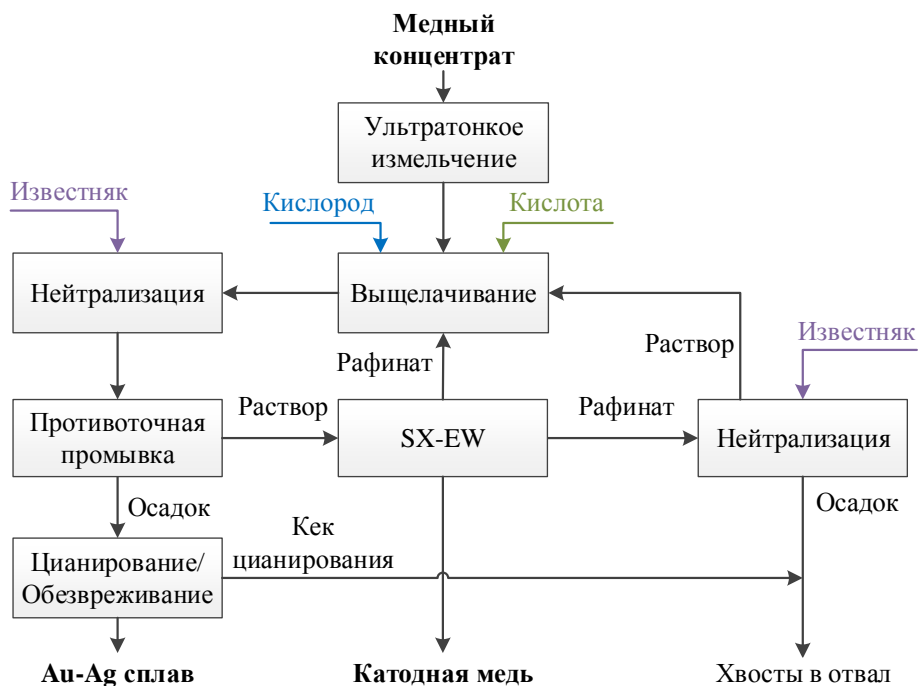 Медный
концентрат
Ультратонкое
измельчение
Известняк
Кислород
Кислота
Нейтрализация
Выщелачивание
Известняк
Рафинат
Раствор
Противоточная
промывка
Раствор
SX-EW
Рафинат
Нейтрализация
Осадок
Осадок
Кек
цианирования
Цианирование/
Обезвреживание
Au-Ag сплав
Катодная медь
Хвосты в отвал